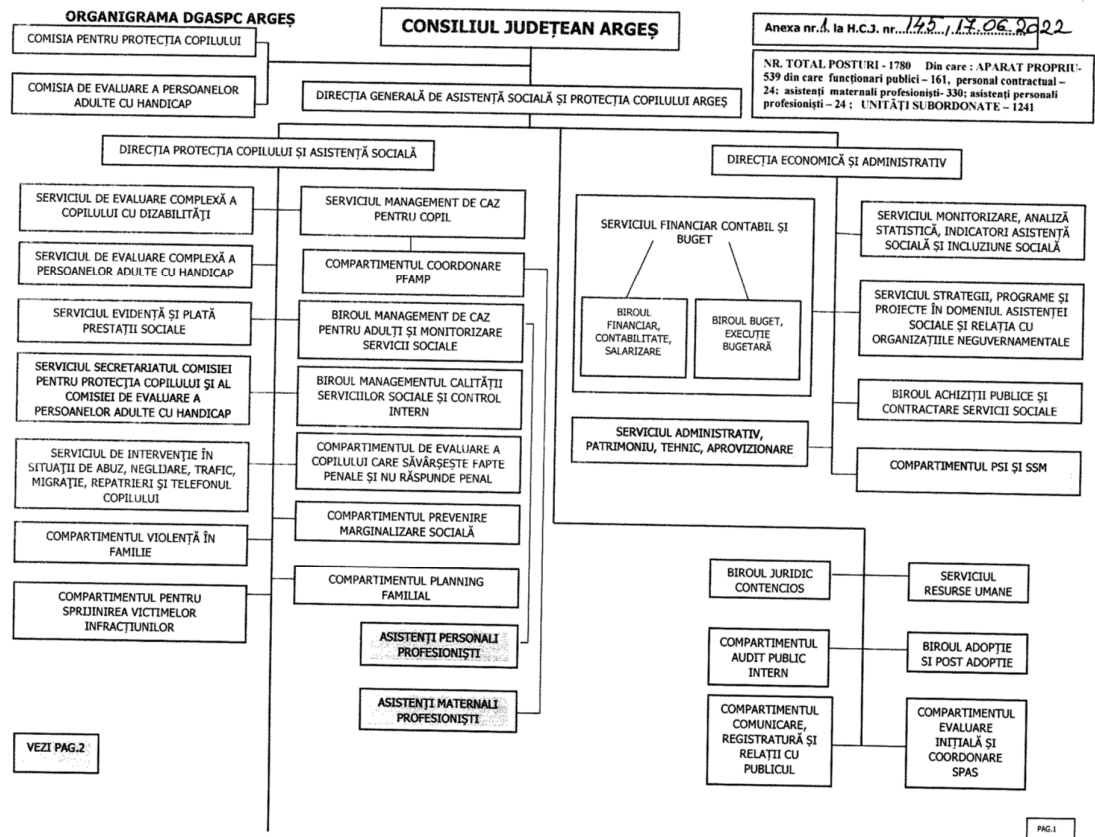 ORGANIGRAMA DGASPC ARGEȘ
CONSILIUL JUDEȚEAN ARGEȘ
Anexa nr.1. la H.C.J. nr. 145 / 17.06.2022
NR. TOTAL POSTURI - 1780 Din care : APARAT PROPRIU-
539 din care funcționari publici – 161, personal contractual –
24; asistenți maternali profesioniști- 330; asistenți personali
profesioniști – 24 ; UNITĂȚI SUBORDONATE – 1241
COMISIA PENTRU PROTECȚIA COPILULUI
COMISIA DE EVALUARE A PERSOANELOR
ADULTE CU HANDICAP
DIRECȚIA GENERALĂ DE ASISTENȚĂ SOCIALĂ ȘI PROTECȚIA COPILULUI ARGEȘ
DIRECȚIA PROTECȚIA COPILULUI ȘI ASISTENȚĂ SOCIALĂ
DIRECȚIA ECONOMICĂ ȘI ADMINISTRATIV
SERVICIUL DE EVALUARE COMPLEXĂ A
COPILULUI CU DIZABILITĂȚI
SERVICIUL DE EVALUARE COMPLEXĂ A
PERSOANELOR ADULTE CU HANDICAP
SERVICIUL EVIDENȚĂ ȘI PLATĂ
PRESTAȚII SOCIALE
SERVICIUL SECRETARIATUL COMISIEI
PENTRU PROTECȚIA COPILULUI ȘI AL
COMISIEI DE EVALUARE A
PERSOANELOR ADULTE CU HANDICAP
SERVICIUL DE INTERVENȚIE ÎN
SITUAȚII DE ABUZ, NEGLIJARE, TRAFIC,
MIGRAȚIE, REPATRIERI ȘI TELEFONUL
COPILULUI
COMPARTIMENTUL VIOLENȚĂ ÎN
FAMILIE
COMPARTIMENTUL PENTRU
SPRIJINIREA VICTIMELOR
INFRACȚIUNILOR
SERVICIUL MANAGEMENT DE CAZ
PENTRU COPIL
COMPARTIMENTUL COORDONARE
PFAMP
BIROUL MANAGEMENT DE CAZ
PENTRU ADULȚI ȘI MONITORIZARE
SERVICII SOCIALE
BIROUL MANAGEMENTUL CALITĂȚII
SERVICIILOR SOCIALE ȘI CONTROL
INTERN
COMPARTIMENTUL DE EVALUARE A
COPILULUI CARE SĂVÂRȘEȘTE FAPTE
PENALE ȘI NU RĂSPUNDE PENAL
COMPARTIMENTUL PREVENIRE
MARGINALIZARE SOCIALĂ
COMPARTIMENTUL PLANNING
FAMILIAL
ASISTENȚI PERSONALI
PROFESIONIȘTI
ASISTENȚI MATERNALI
PROFESIONIȘTI
SERVICIUL FINANCIAR CONTABIL ȘI
BUGET
BIROUL
FINANCIAR,
CONTABILITATE,
SALARIZARE
BIROUL BUGET,
EXECUȚIE
BUGETARĂ
SERVICIUL ADMINISTRATIV,
PATRIMONIU, TEHNIC, APROVIZIONARE
SERVICIUL MONITORIZARE, ANALIZĂ
STATISTICĂ, INDICATORI ASISTENȚĂ
SOCIALĂ ȘI INCLUZIUNE SOCIALĂ
SERVICIUL STRATEGII, PROGRAME ȘI
PROIECTE ÎN DOMENIUL ASISTENȚEI
SOCIALE ȘI RELAȚIA CU
ORGANIZAȚIILE NEGUVERNAMENTALE
BIROUL ACHIZIȚII PUBLICE ȘI
CONTRACTARE SERVICII SOCIALE
COMPARTIMENTUL PSI ȘI SSM
BIROUL JURIDIC
CONTENCIOS
SERVICIUL
RESURSE UMANE
COMPARTIMENTUL
AUDIT PUBLIC
INTERN
BIROUL ADOPȚIE
SI POST ADOPTIE
COMPARTIMENTUL
COMUNICARE,
REGISTRATURĂ ȘI
RELAȚII CU
PUBLICUL
COMPARTIMENTUL
EVALUARE
INIȚIALĂ ȘI
COORDONARE
SPAS
VEZI PAG.2
PAG.1